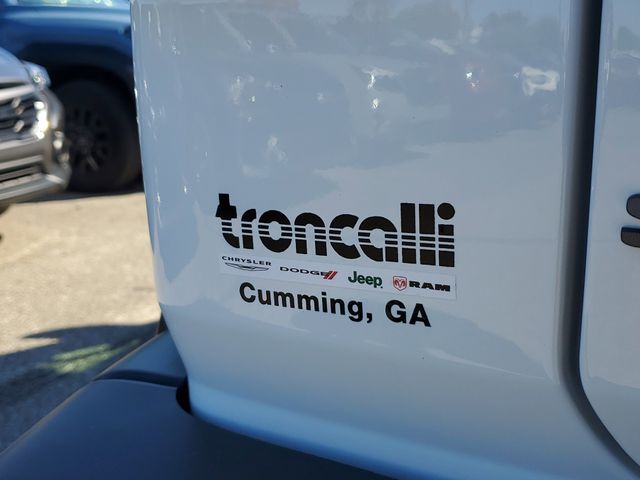 troncalli
CHRYSLER DODGE Jeep RAM
Cumming, GA